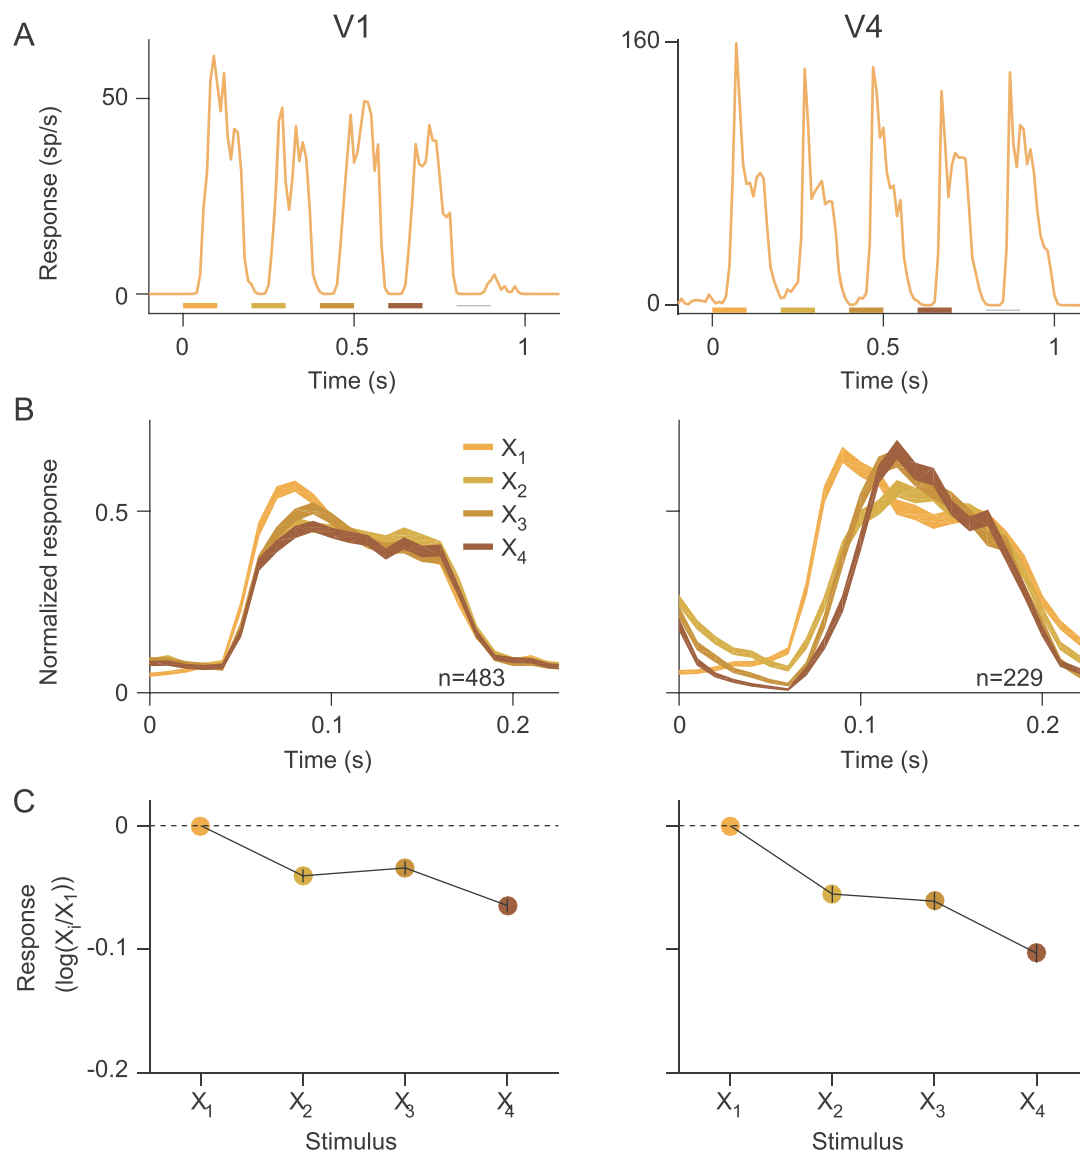 A
V1
V4
Response (sp/s)
50
0
0
0.5
1
Time (s)
160
0
0
0.5
1
Time (s)
B
Normalized response
0.5
0
X1
X2
X3
X4
n=483
0
0.1
0.2
Time (s)
n=229
0
0.1
0.2
Time (s)
C
Response
(log(Xi/X1))
0
-0.1
-0.2
X1
X2
X3
X4
Stimulus
X1
X2
X3
X4
Stimulus